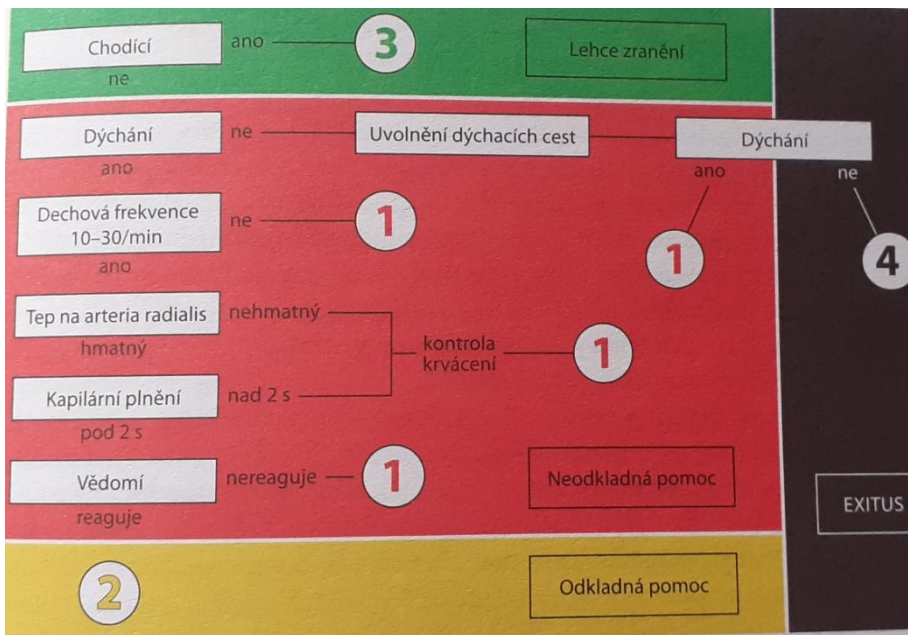 Chodící
ano
3
Lehce zranění
ne
Dýchání
ne
Uvolnění dýchacích cest
Dýchání
ano
ano
ne
Dechová frekvence
10–30/min
ne
1
1
4
ano
Tep na arteria radialis
nehmatný
hmatný
kontrola
krvácení
1
Kapilární plnění
nad 2 s
pod 2 s
Vědomí
nereaguje
1
Neodkladná pomoc
EXITUS
reaguje
2
Odkladná pomoc